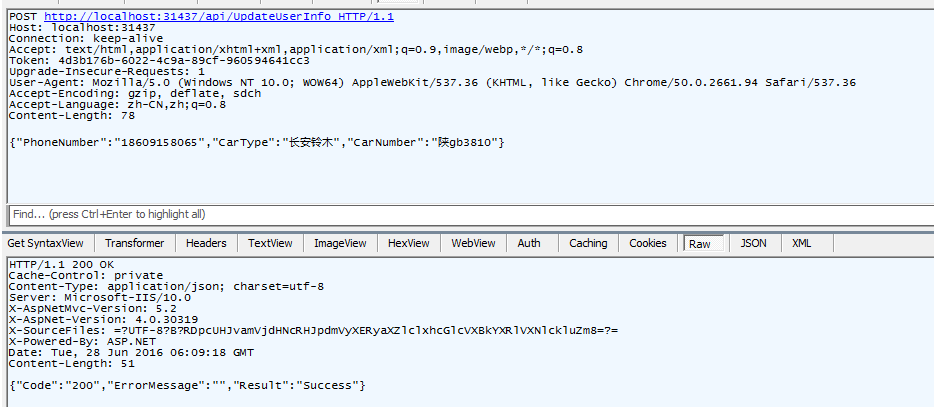 POST http://localhost:31437/api/UpdateUserInfo HTTP/1.1
Host: localhost:31437
Connection: keep-alive
Accept: text/html,application/xhtml+xml,application/xml;q=0.9,image/webp,*/*;q=0.8
Token: 4d3b176b-6022-4c9a-89cf-960594641cc3
Upgrade-Insecure-Requests: 1
User-Agent: Mozilla/5.0 (Windows NT 10.0; WOW64) AppleWebKit/537.36 (KHTML, like Gecko) Chrome/50.0.2661.94 Safari/537.36
Accept-Encoding: gzip, deflate, sdch
Accept-Language: zh-CN,zh;q=0.8
Content-Length: 78
{"PhoneNumber":"18609158065","CarType":"长安铃木","CarNumber":"陕gb3810"}
Find... (press Ctrl+Enter to highlight all)
Get SyntaxView Transformer Headers TextView ImageView HexView WebView Auth Caching Cookies Raw JSON XML
HTTP/1.1 200 OK
Cache-Control: private
Content-Type: application/json; charset=utf-8
Server: Microsoft-IIS/10.0
X-AspNetMvc-Version: 5.2
X-AspNet-Version: 4.0.30319
X-SourceFiles: =?UTF-8?B?RDpcUHJvamVjdHNcRHJpdmVyXERyaXZlclxhcGlcVXBkYXRlVXNlckluZm8=?=
X-Powered-By: ASP.NET
Date: Tue, 28 Jun 2016 06:09:18 GMT
Content-Length: 51
{"Code":"200","ErrorMessage":"","Result":"Success"}